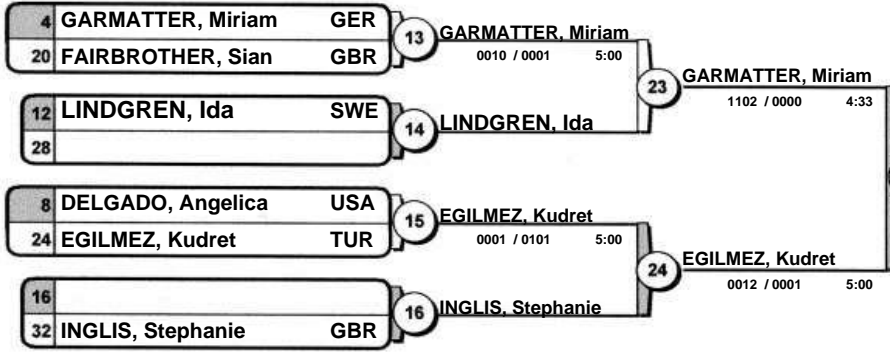 4 GARMATTER, Miriam GER
20 FAIRBROTHER, Sian GBR
13
GARMATTER, Miriam
0010 / 0001 5:00
12 LINDGREN, Ida SWE
28
14
LINDGREN, Ida
23
GARMATTER, Miriam
1102 / 0000 4:33
8 DELGADO, Angelica USA
24 EGILMEZ, Kudret TUR
15
EGILMEZ, Kudret
0001 / 0101 5:00
16
32 INGLIS, Stephanie GBR
16
INGLIS, Stephanie
24
EGILMEZ, Kudret
0012 / 0001 5:00